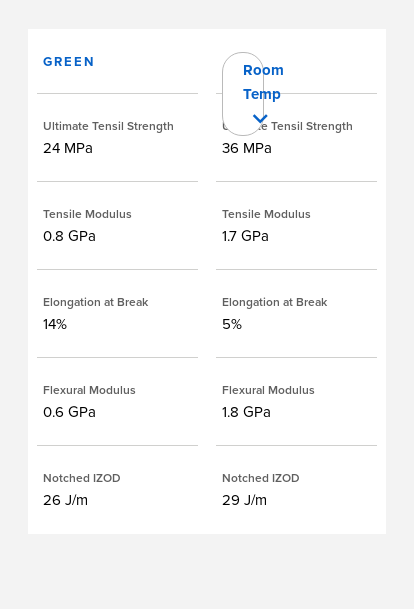 GREEN
Room
Temp
Ultimate Tensil Strength
24 MPa
Tensil Strength
36 MPa
Tensile Modulus
0.8 GPa
Tensile Modulus
1.7 GPa
Elongation at Break
14%
Elongation at Break
5%
Flexural Modulus
0.6 GPa
Flexural Modulus
1.8 GPa
Notched IZOD
26 J/m
Notched IZOD
29 J/m